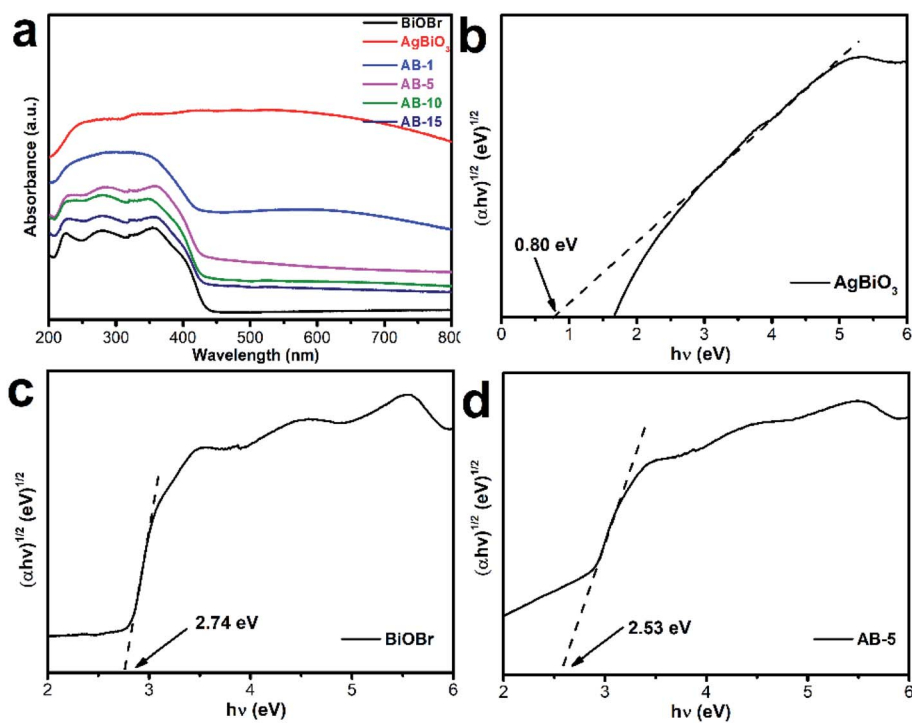 a
BiOBr
AgBiO₃
AB-1
AB-5
AB-10
AB-15
Absorbance (a.u.)
200 300 400 500 600 700 800
Wavelength (nm)
b
(αhν)^1/2 (eV)^1/2
0.80 eV
AgBiO₃
0 1 2 3 4 5 6
hν (eV)
c
(αhν)^1/2 (eV)^1/2
2.74 eV
BiOBr
2 3 4 5 6
hν (eV)
d
(αhν)^1/2 (eV)^1/2
2.53 eV
AB-5
2 3 4 5 6
hν (eV)